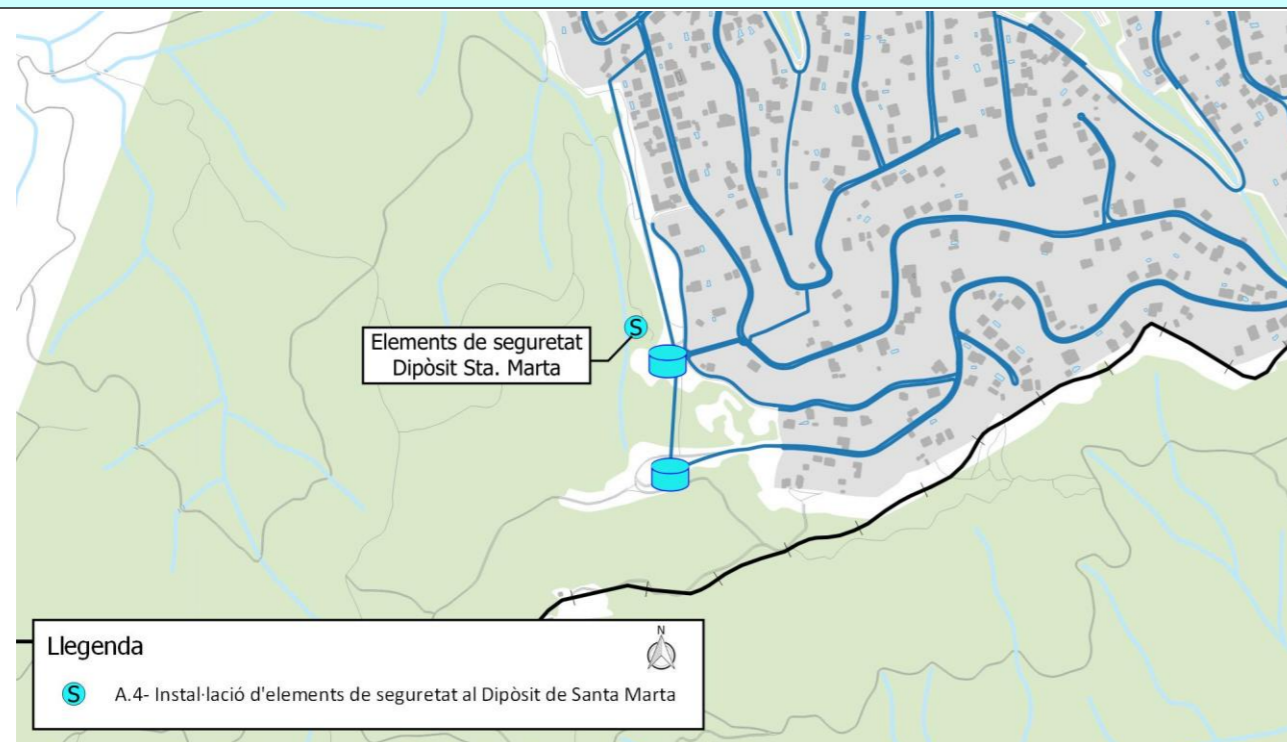 S
Elements de seguretat
Dipòsit Sta. Marta
Llegenda
N
S A.4- Instal·lació d'elements de seguretat al Dipòsit de Santa Marta